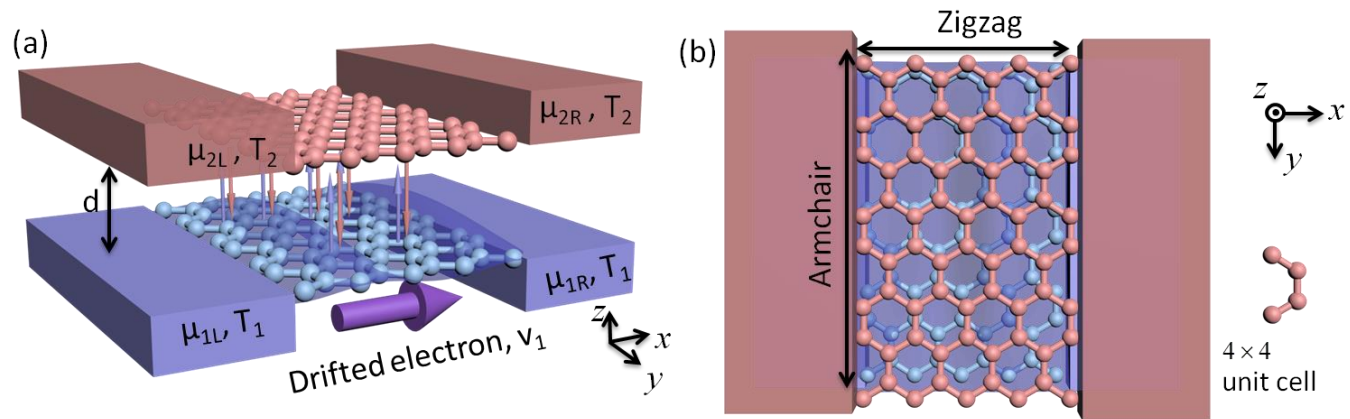 (a)
μ2L, T2
μ2R, T2
d
μ1L, T1
μ1R, T1
Drifted electron, v1
z
x
y
(b)
Zigzag
Armchair
z
x
y
4 × 4
unit cell